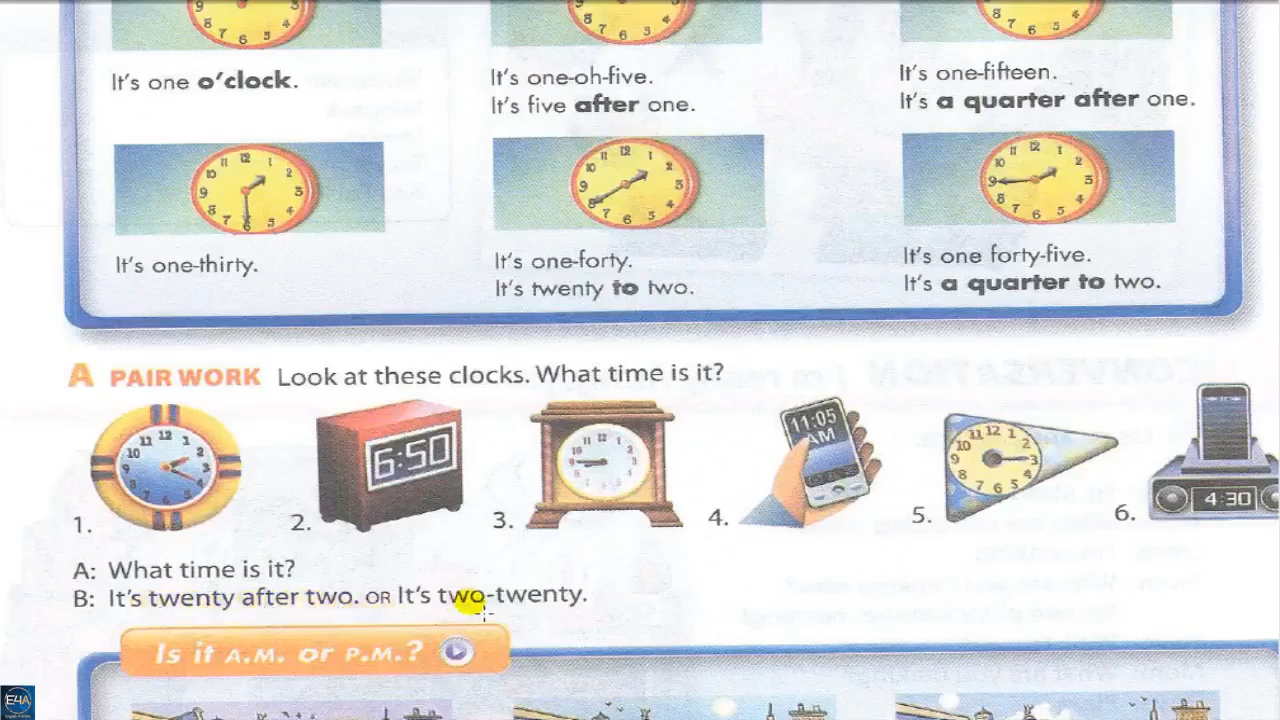 It's one o'clock.
It's one-oh-five.
It's five after one.
It's one-fifteen.
It's a quarter after one.
It's one-thirty.
It's one-forty.
It's twenty to two.
It's one forty-five.
It's a quarter to two.
A PAIR WORK Look at these clocks. What time is it?
1.
2.
6:50
3.
4.
11:05
AM
5.
6.
4:30
A: What time is it?
B: It's twenty after two. OR It's two-twenty.
Is it A.M. or P.M.?
E4A